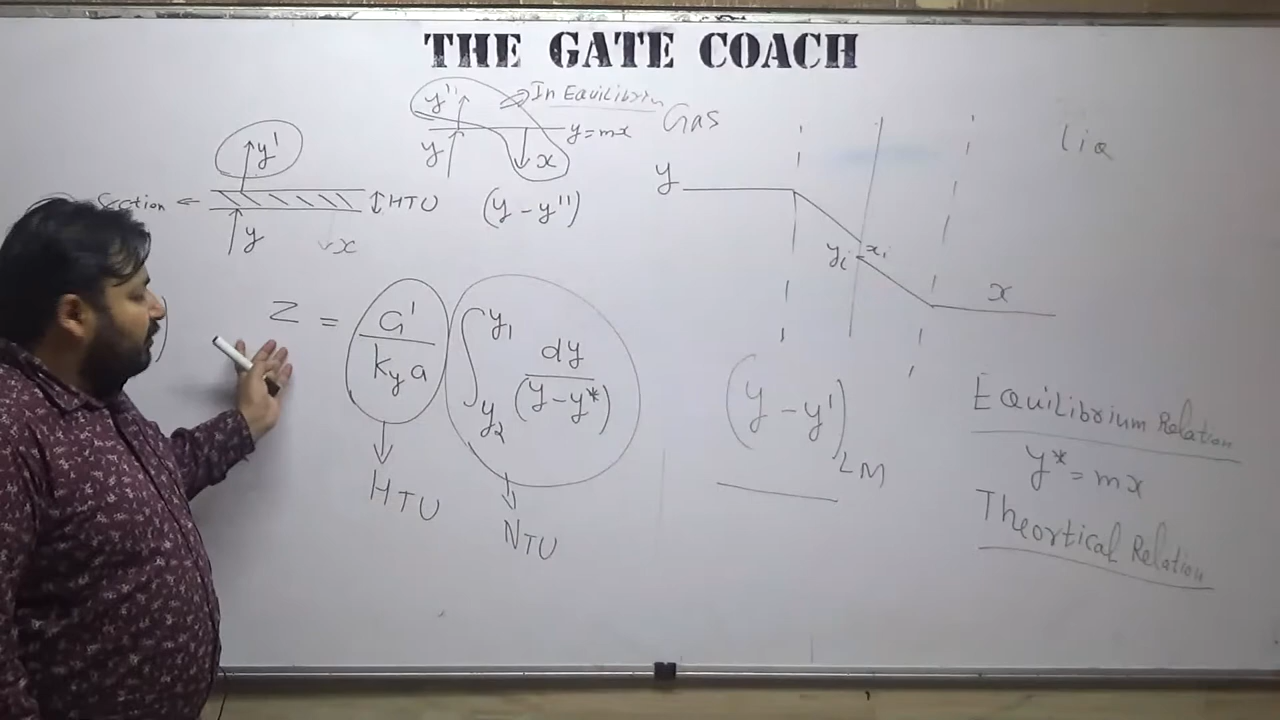 THE GATE COACH
y'' In Equilibrin
y y=mx x
(y - y'')
y'
Section HTU
y x
Gas Liq
y
yi xi
x
Z = G'/kya ∫y2 y1 dy/(y-y*)
HTU
NTU
(y - y')LM
EQuiLibrium Relation
y* = mx
Theortical Relation